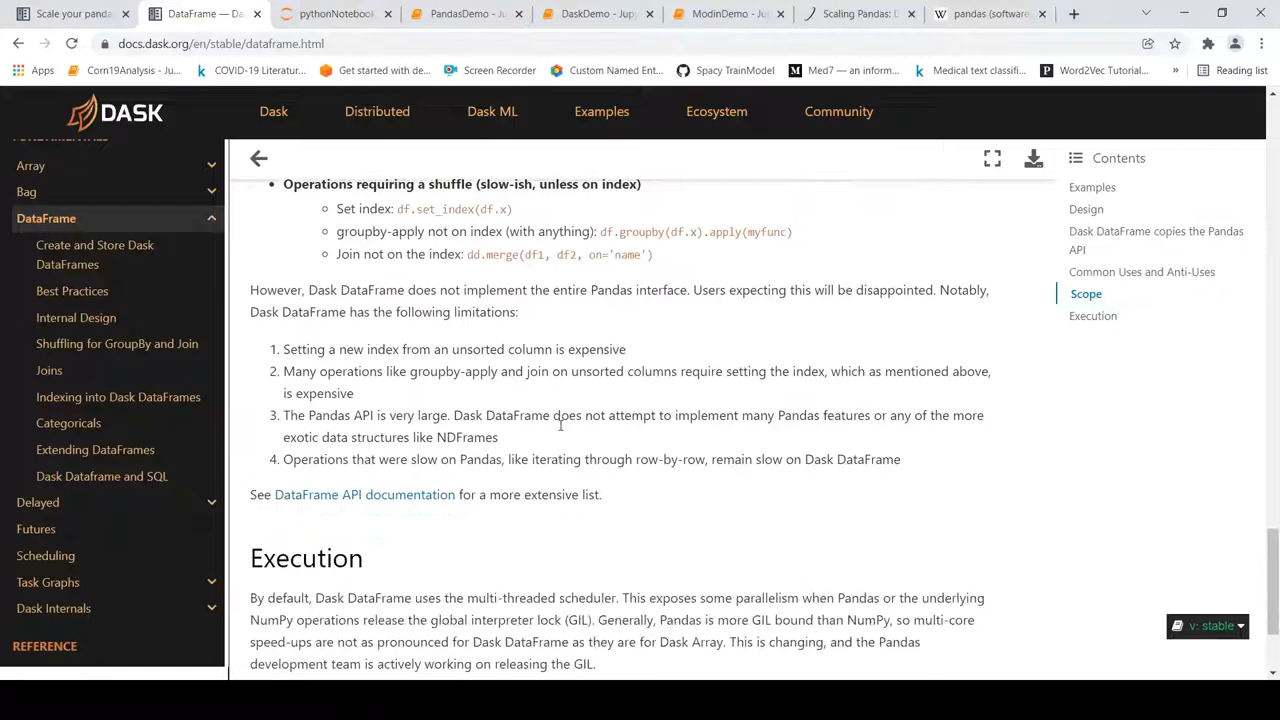 Scale your panda
DataFrame — Da
pythonNotebook
PandasDemo - Jup
DaskDemo - Jupy
ModinDemo - Jup
Scaling Pandas: D
pandas (software
docs.dask.org/en/stable/dataframe.html
Apps
Corn19Analysis - Ju...
COVID-19 Literatur...
Get started with de...
Screen Recorder
Custom Named Ent...
Spacy TrainModel
Med7 — an inform...
Medical text classifi...
Word2Vec Tutorial...
»
Reading list
DASK
Dask
Distributed
Dask ML
Examples
Ecosystem
Community
Array
Bag
DataFrame
Create and Store Dask
DataFrames
Best Practices
Internal Design
Shuffling for GroupBy and Join
Joins
Indexing into Dask DataFrames
Categoricals
Extending DataFrames
Dask Dataframe and SQL
Delayed
Futures
Scheduling
Task Graphs
Dask Internals
REFERENCE
• Operations requiring a shuffle (slow-ish, unless on index)
Set index: df.set_index(df.x)
groupby-apply not on index (with anything): df.groupby(df.x).apply(myfunc)
Join not on the index: dd.merge(df1, df2, on='name')
However, Dask DataFrame does not implement the entire Pandas interface. Users expecting this will be disappointed. Notably,
Dask DataFrame has the following limitations:
1. Setting a new index from an unsorted column is expensive
2. Many operations like groupby-apply and join on unsorted columns require setting the index, which as mentioned above,
is expensive
3. The Pandas API is very large. Dask DataFrame does not attempt to implement many Pandas features or any of the more
exotic data structures like NDFrames
4. Operations that were slow on Pandas, like iterating through row-by-row, remain slow on Dask DataFrame
See DataFrame API documentation for a more extensive list.
Execution
By default, Dask DataFrame uses the multi-threaded scheduler. This exposes some parallelism when Pandas or the underlying
NumPy operations release the global interpreter lock (GIL). Generally, Pandas is more GIL bound than NumPy, so multi-core
speed-ups are not as pronounced for Dask DataFrame as they are for Dask Array. This is changing, and the Pandas
development team is actively working on releasing the GIL.
Contents
Examples
Design
Dask DataFrame copies the Pandas
API
Common Uses and Anti-Uses
Scope
Execution
v: stable